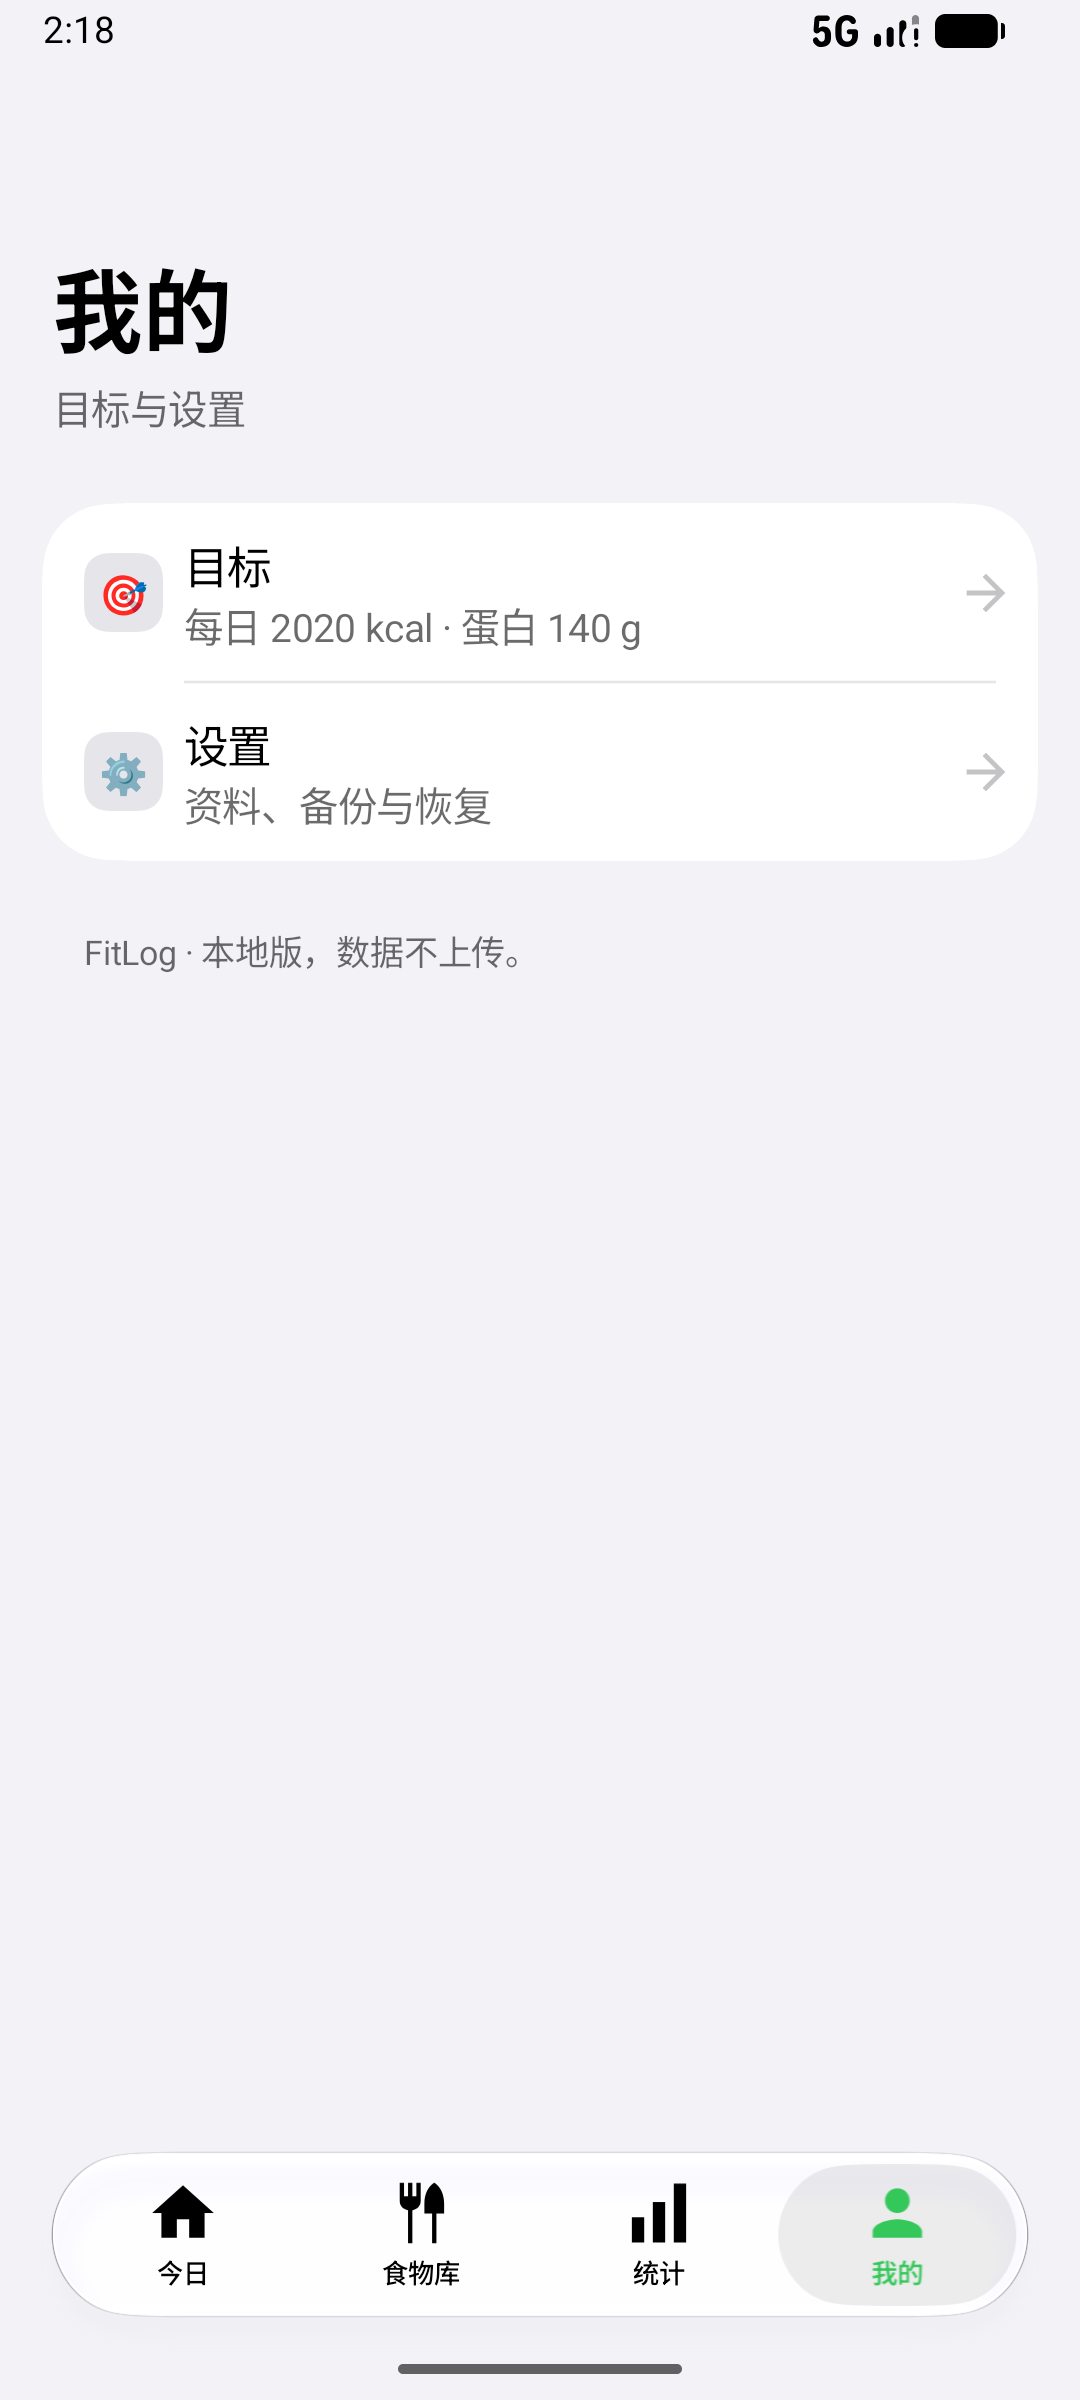 2:18
5G
我的
目标与设置
目标
每日 2020 kcal · 蛋白 140 g
设置
资料、备份与恢复
FitLog · 本地版，数据不上传。
今日
食物库
统计
我的